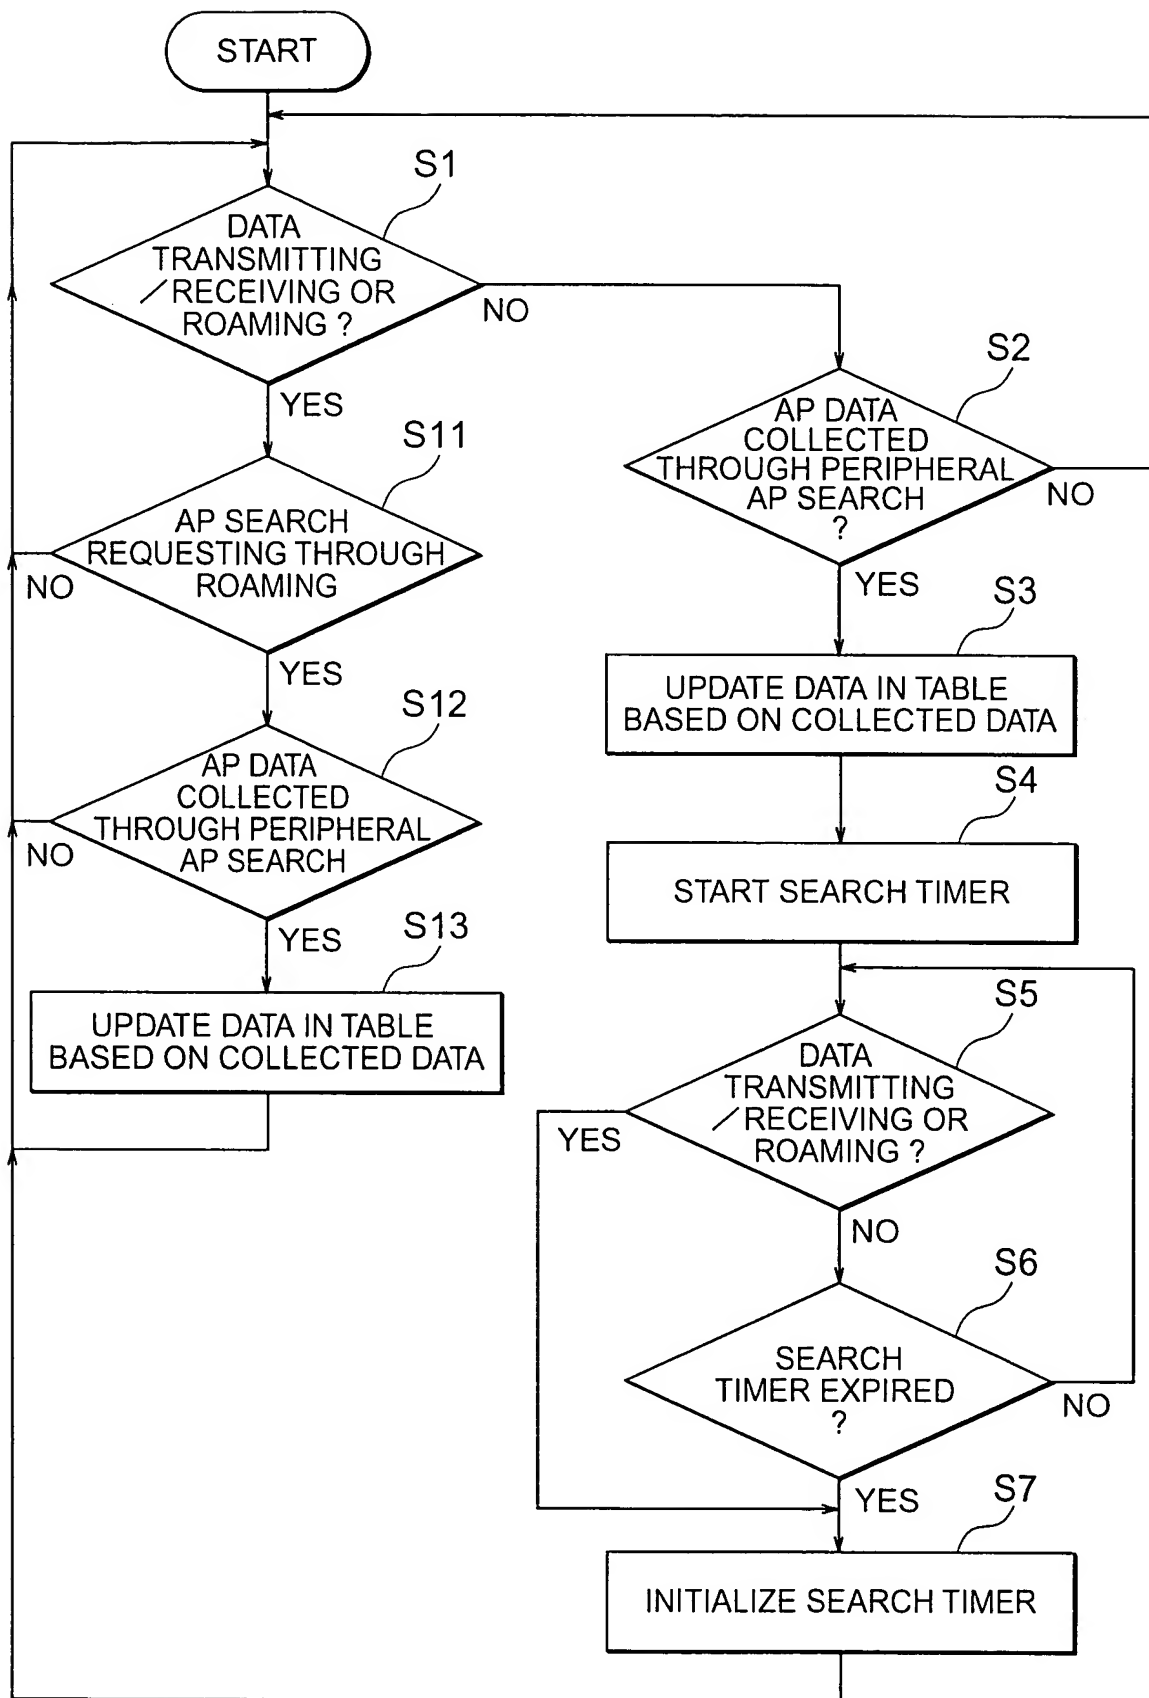 START
S1
DATA
TRANSMITTING
/RECEIVING OR
ROAMING ?
NO
YES
S2
AP DATA
COLLECTED
THROUGH PERIPHERAL
AP SEARCH
?
NO
YES
S11
AP SEARCH
REQUESTING THROUGH
ROAMING
NO
YES
S3
UPDATE DATA IN TABLE
BASED ON COLLECTED DATA
S12
AP DATA
COLLECTED
THROUGH PERIPHERAL
AP SEARCH
NO
YES
S4
START SEARCH TIMER
S13
UPDATE DATA IN TABLE
BASED ON COLLECTED DATA
S5
DATA
TRANSMITTING
/RECEIVING OR
ROAMING ?
YES
NO
S6
SEARCH
TIMER EXPIRED
?
NO
YES
S7
INITIALIZE SEARCH TIMER